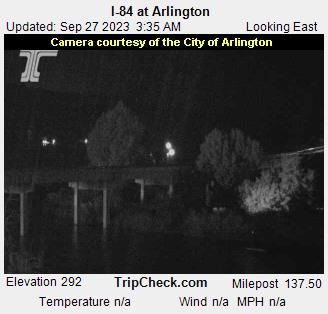 I-84 at Arlington
Updated: Sep 27 2023 3:35 AM Looking East
Camera courtesy of the City of Arlington
Elevation 292 TripCheck.com Milepost 137.50
Temperature n/a Wind n/a MPH n/a